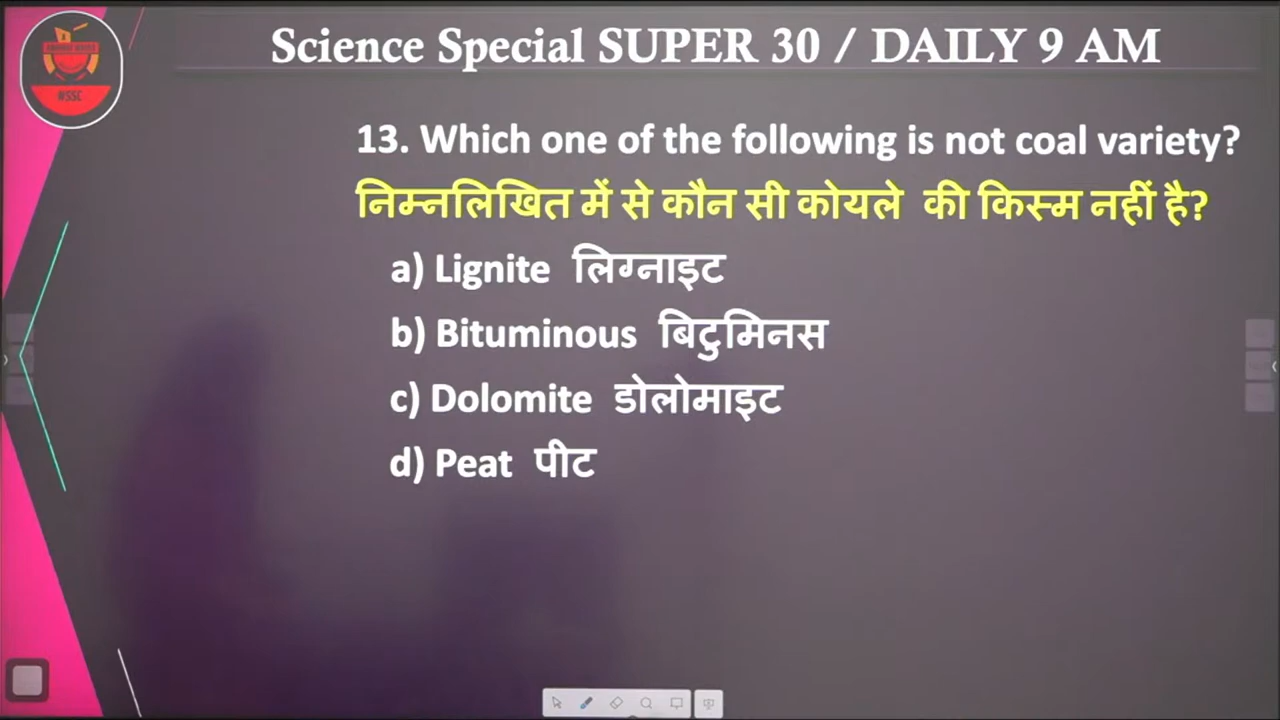 Science Special SUPER 30 / DAILY 9 AM
13. Which one of the following is not coal variety?
निम्नलिखित में से कौन सी कोयले की किस्म नहीं है?
a) Lignite लिग्नाइट
b) Bituminous बिटुमिनस
c) Dolomite डोलोमाइट
d) Peat पीट